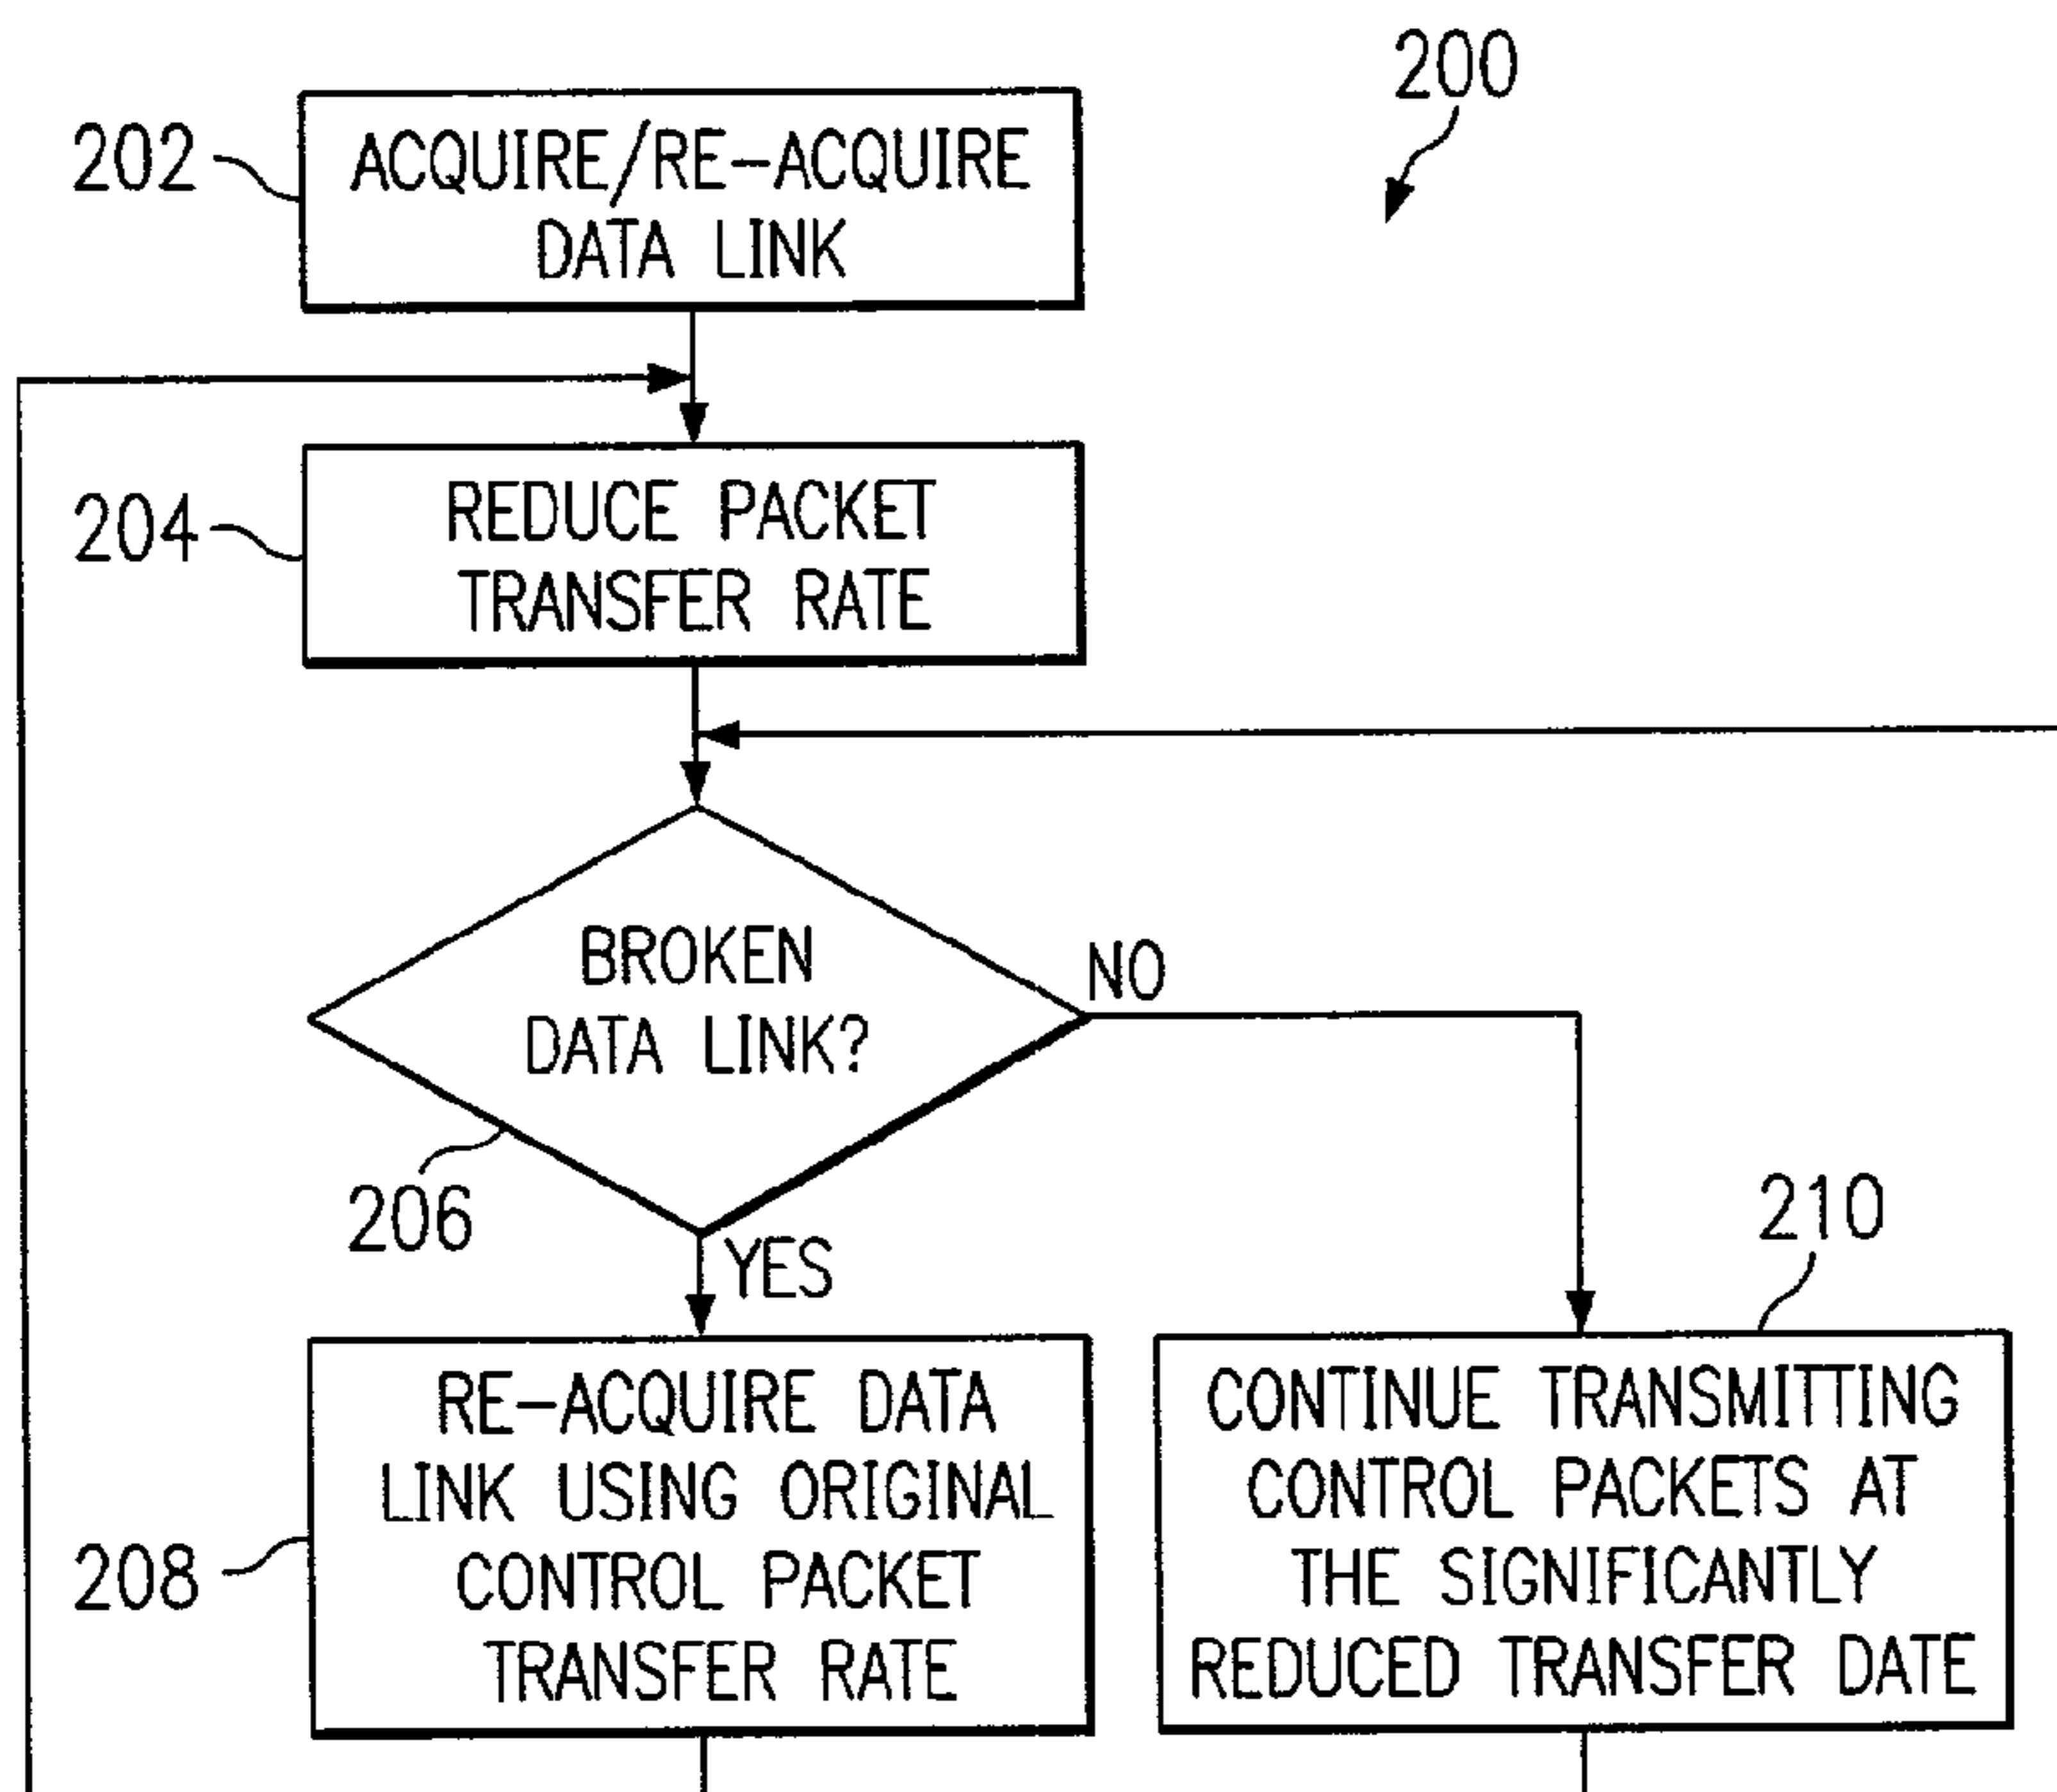 200
202
ACQUIRE/RE-ACQUIRE
DATA LINK
204
REDUCE PACKET
TRANSFER RATE
BROKEN
DATA LINK?
NO
206
YES
210
208
RE-ACQUIRE DATA
LINK USING ORIGINAL
CONTROL PACKET
TRANSFER RATE
CONTINUE TRANSMITTING
CONTROL PACKETS AT
THE SIGNIFICANTLY
REDUCED TRANSFER DATE